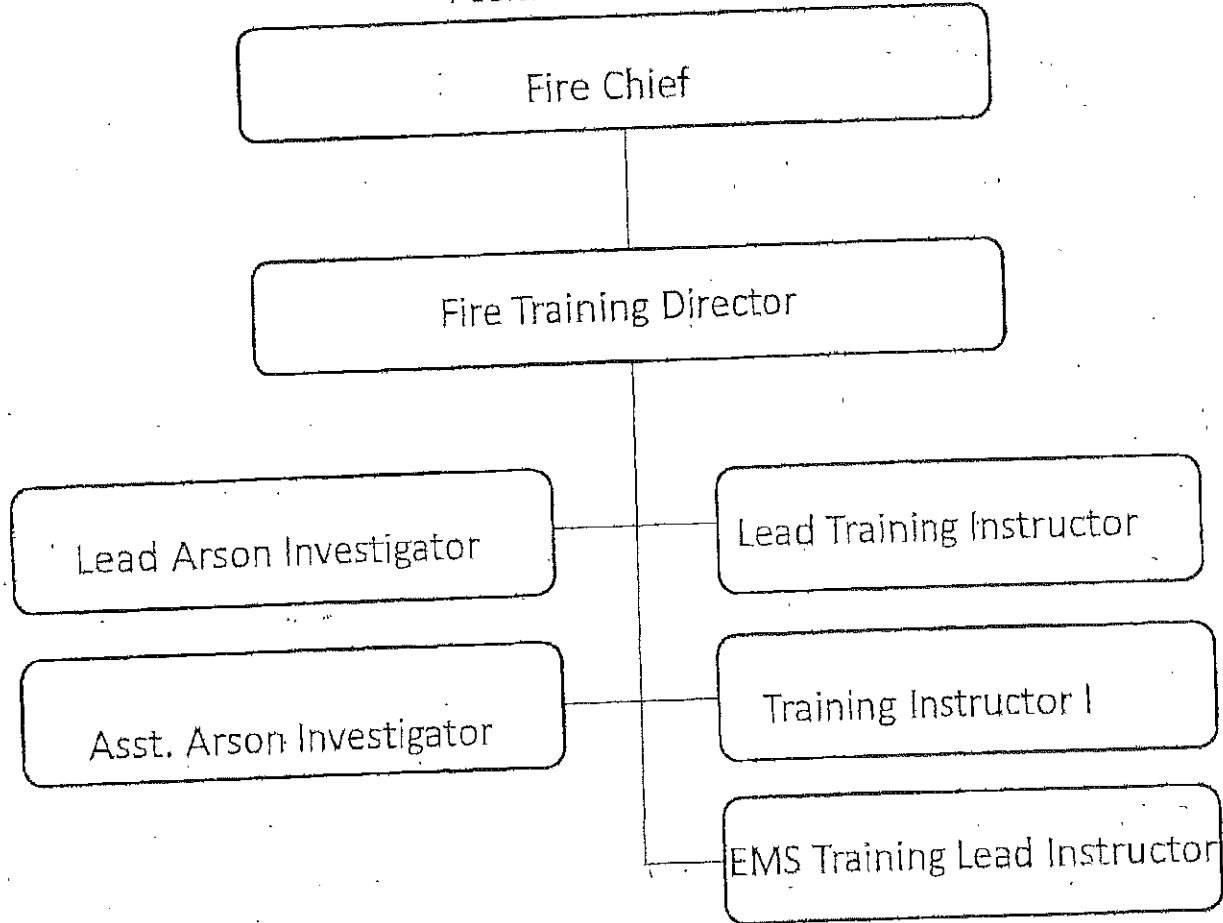 Fire Chief
Fire Training Director
Lead Arson Investigator
Lead Training Instructor
Asst. Arson Investigator
Training Instructor I
EMS Training Lead Instructor